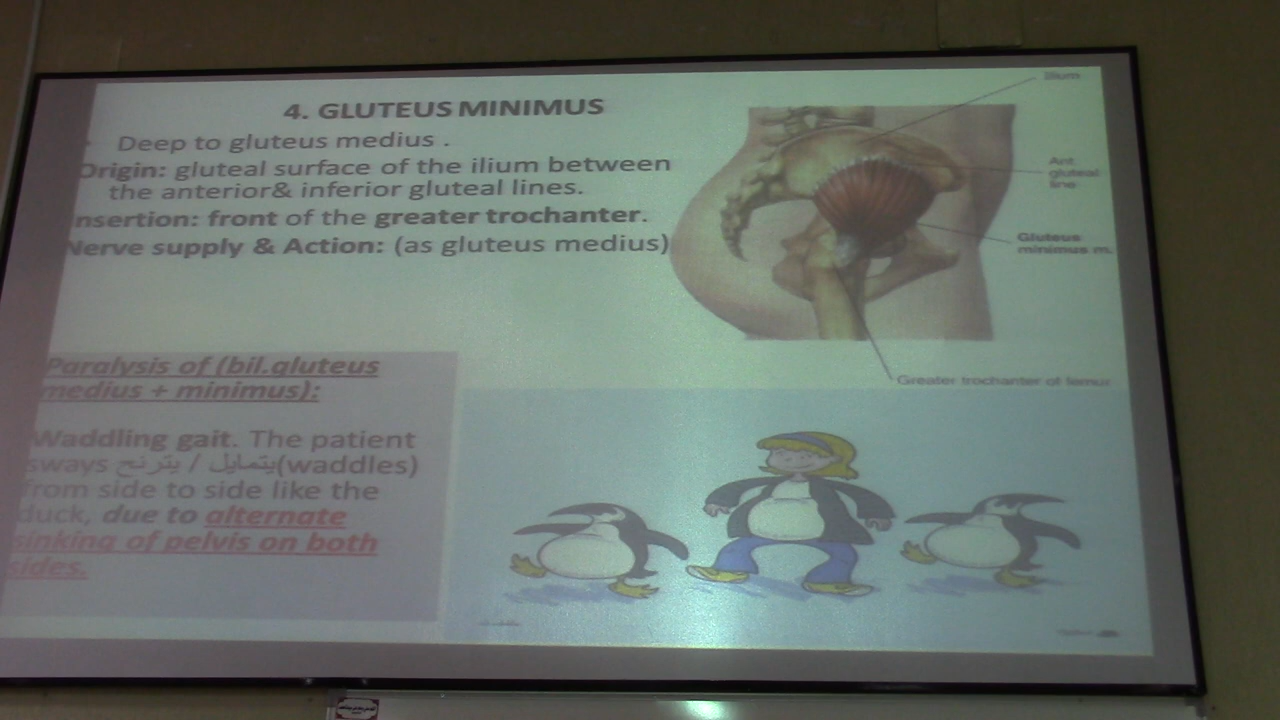 4. GLUTEUS MINIMUS
Deep to gluteus medius .
Origin: gluteal surface of the ilium between
the anterior& inferior gluteal lines.
nsertion: front of the greater trochanter.
Nerve supply & Action: (as gluteus medius)
Ilium
Ant.
gluteal
line
Gluteus
minimus m.
Greater trochanter of femur
Paralysis of (bil.gluteus
medius + minimus):
Waddling gait. The patient
sways يتمايل / يترنح(waddles)
from side to side like the
duck, due to alternate
sinking of pelvis on both
sides.